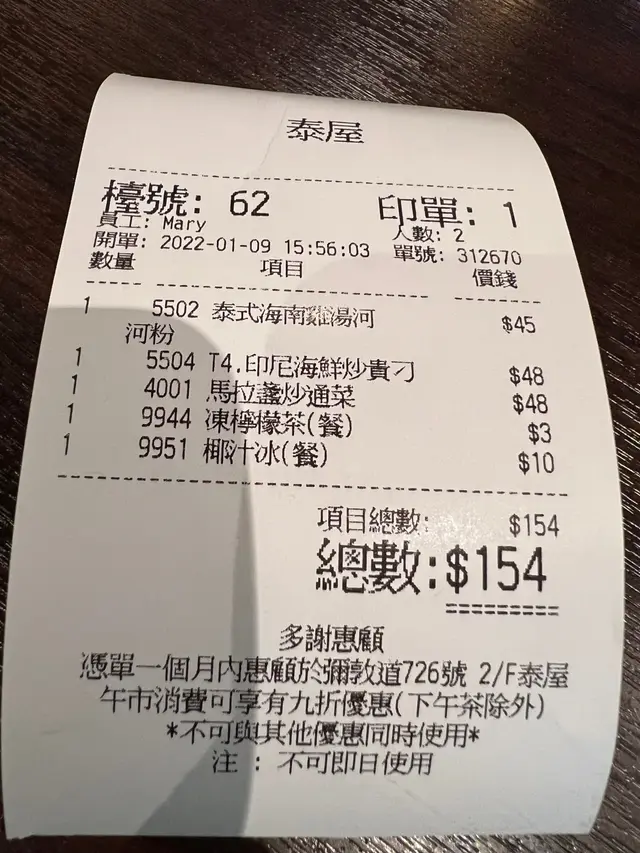 泰屋
檯號: 62 印單: 1
員工: Mary 人數: 2
開單: 2022-01-09 15:56:03 單號: 312670
數量 項目 價錢
1 5502 泰式海南雞湯河 $45
河粉
1 5504 T4.印尼海鮮炒貴刁 $48
1 4001 馬拉盞炒通菜 $48
1 9944 凍檸檬茶(餐) $3
1 9951 椰汁冰(餐) $10
項目總數: $154
總數:$154
多謝惠顧
憑單一個月內惠顧於彌敦道726號 2/F泰屋
午市消費可享有九折優惠(下午茶除外)
*不可與其他優惠同時使用*
注 : 不可即日使用